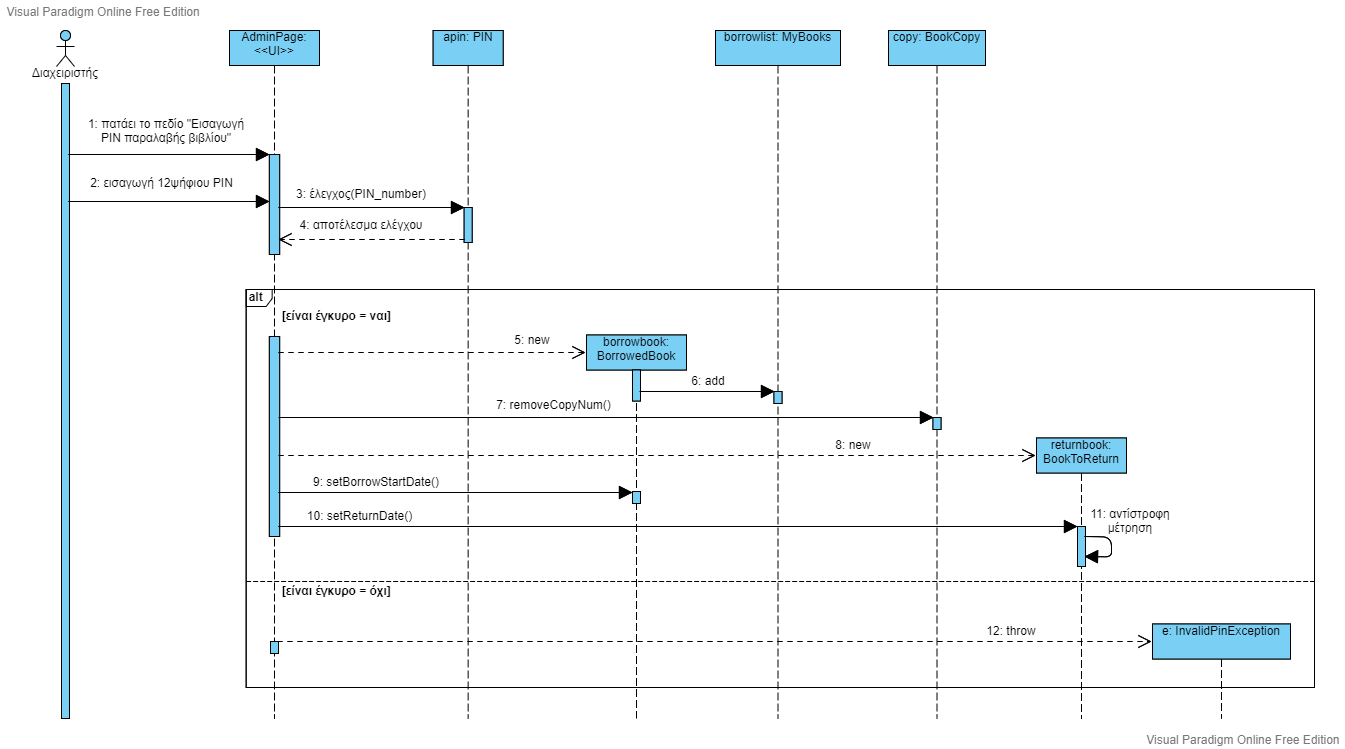 Visual Paradigm Online Free Edition
AdminPage:
<<UI>>
apin: PIN
borrowlist: MyBooks
copy: BookCopy
Διαχειριστής
1: πατάει το πεδίο "Εισαγωγή
PIN παραλαβής βιβλίου"
2: εισαγωγή 12ψήφιου PIN
3: έλεγχος(PIN_number)
4: αποτέλεσμα ελέγχου
alt
[είναι έγκυρο = ναι]
5: new
borrowbook:
BorrowedBook
6: add
7: removeCopyNum()
8: new
returnbook:
BookToReturn
9: setBorrowStartDate()
10: setReturnDate()
11: αντίστροφη
μέτρηση
[είναι έγκυρο = όχι]
12: throw
e: InvalidPinException
Visual Paradigm Online Free Edition